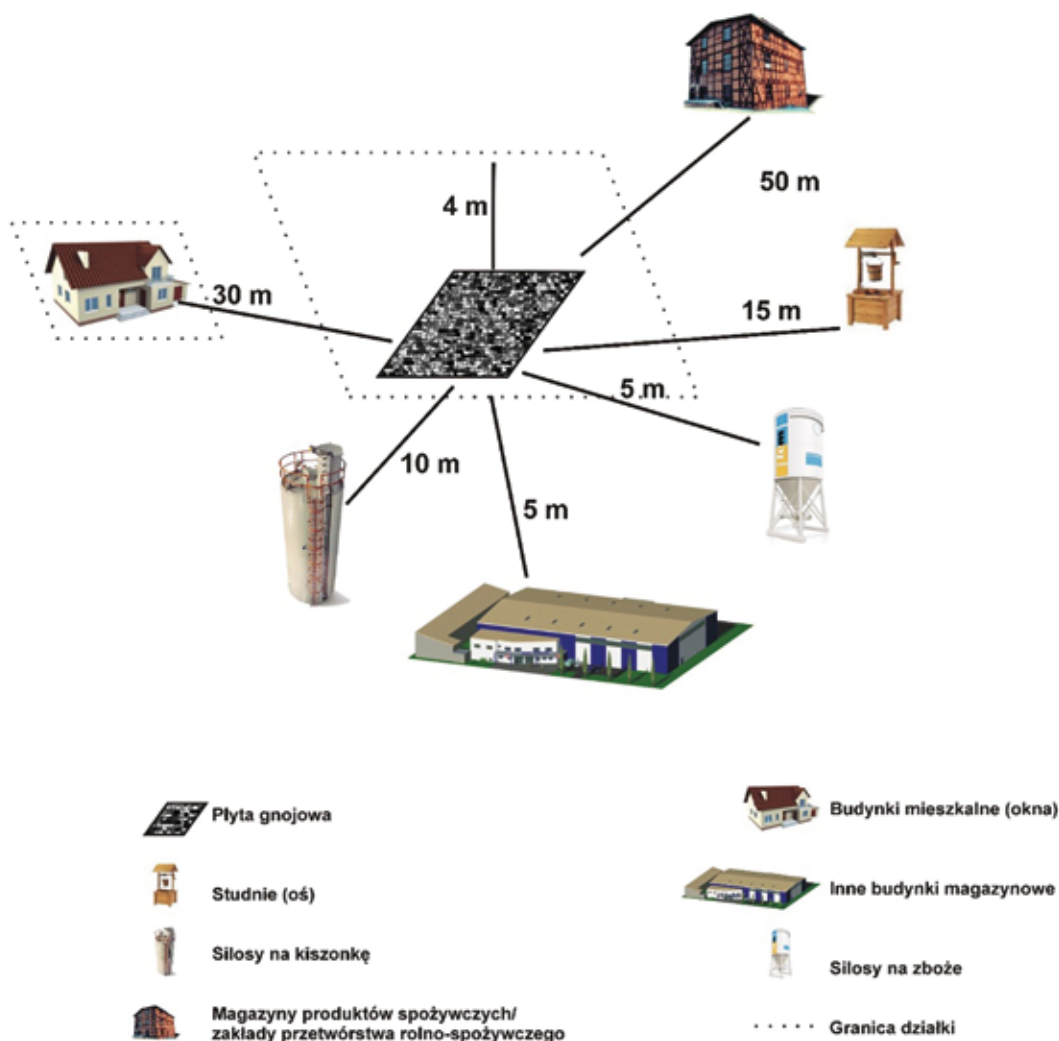 50 m
4 m
30 m
15 m
5 m
10 m
5 m
Płyta gnojowa
Studnie (oś)
Silosy na kiszonkę
Magazyny produktów spożywczych/
zakłady przetwórstwa rolno-spożywczego
Budynki mieszkalne (okna)
Inne budynki magazynowe
Silosy na zboże
Granica działki